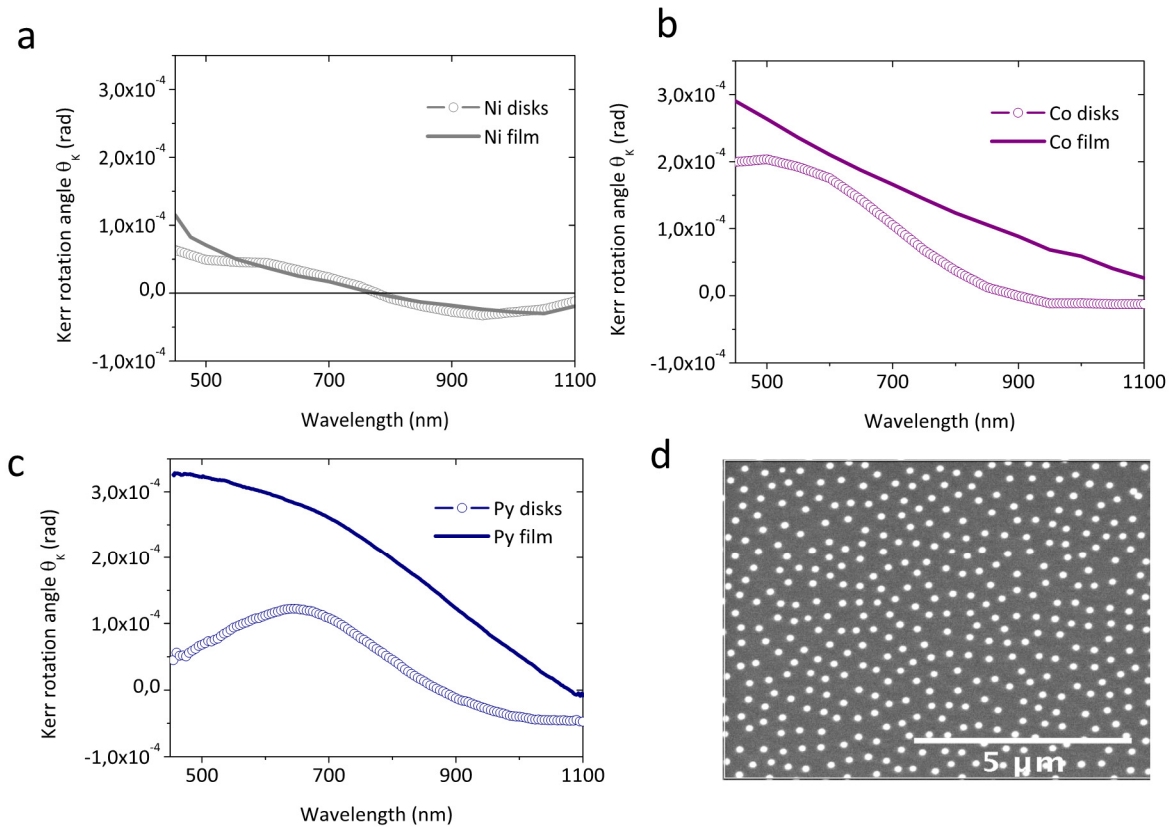 a
Kerr rotation angle θK (rad)
3,0x10-4
2,0x10-4
1,0x10-4
0,0
-1,0x10-4
Ni disks
Ni film
500 700 900 1100
Wavelength (nm)
b
Kerr rotation angle θK (rad)
3,0x10-4
2,0x10-4
1,0x10-4
0,0
-1,0x10-4
Co disks
Co film
500 700 900 1100
Wavelength (nm)
c
Kerr rotation angle θK (rad)
3,0x10-4
2,0x10-4
1,0x10-4
0,0
-1,0x10-4
Py disks
Py film
500 700 900 1100
Wavelength (nm)
d
5 µm